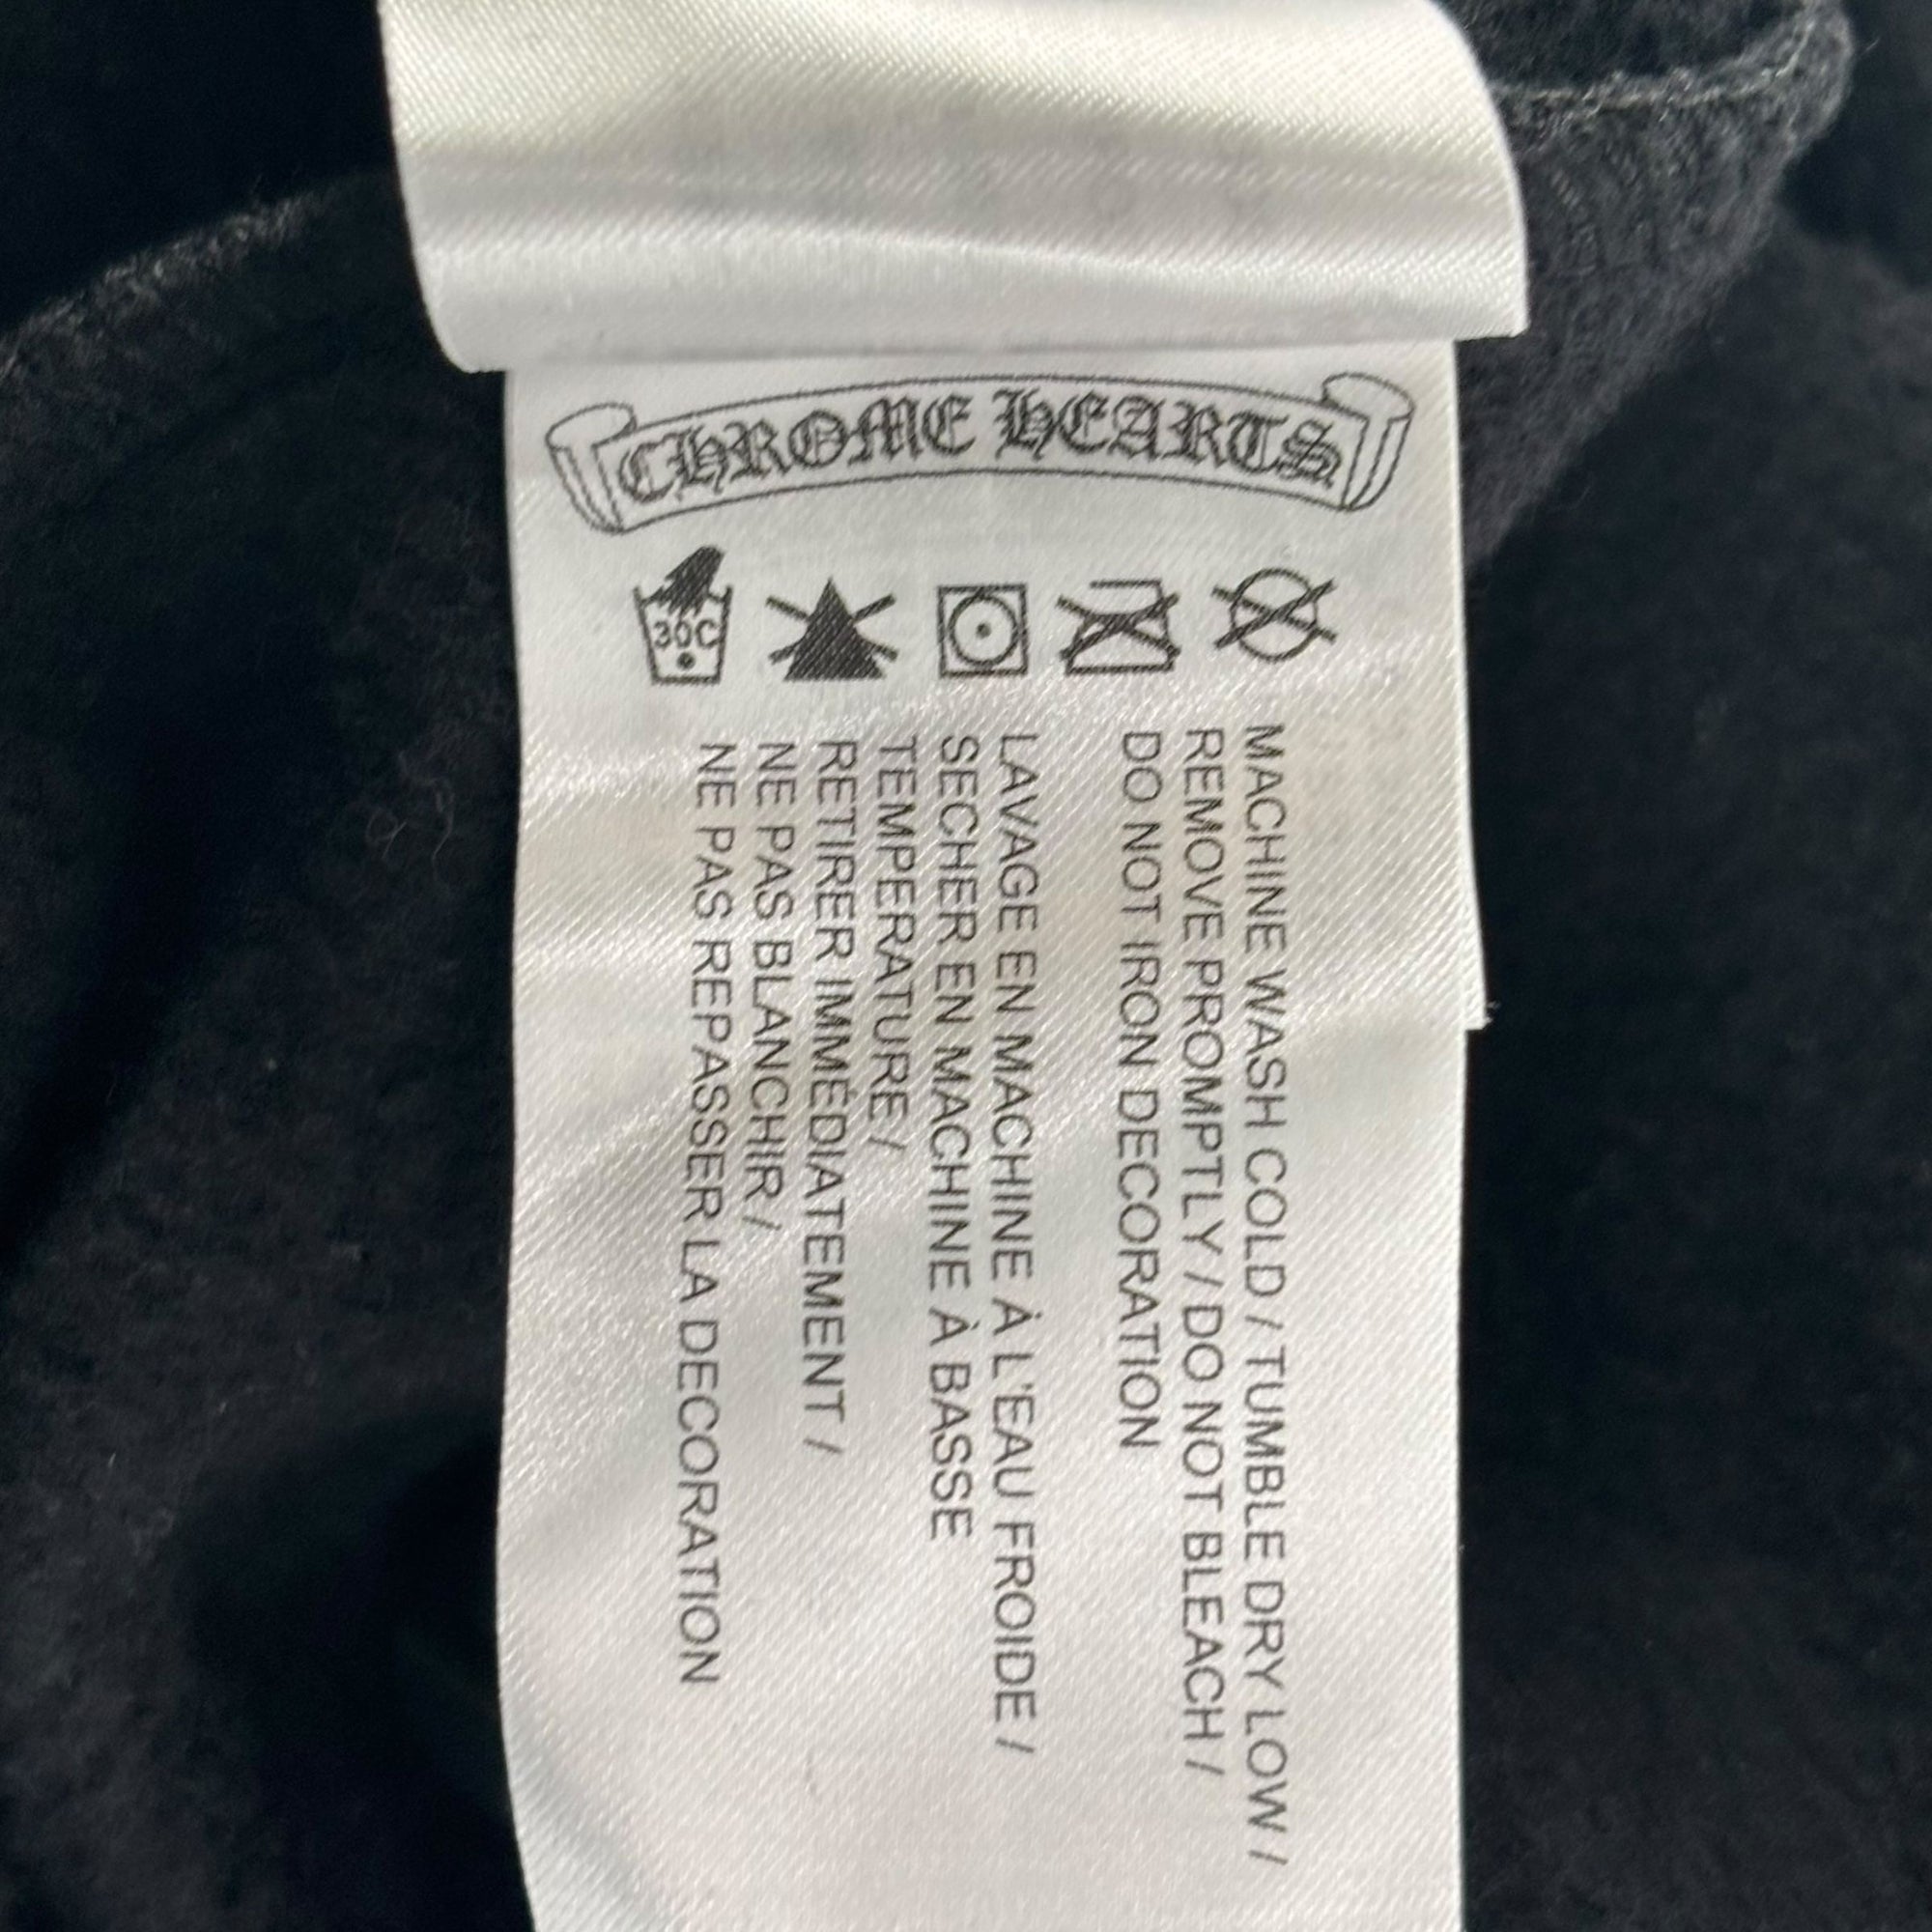 CHROME HEARTS
30C
MACHINE WASH COLD / TUMBLE DRY LOW /
REMOVE PROMPTLY / DO NOT BLEACH /
DO NOT IRON DECORATION
LAVAGE EN MACHINE À L'EAU FROIDE /
SECHER EN MACHINE À BASSE
TEMPERATURE /
RETIRER IMMÉDIATEMENT /
NE PAS BLANCHIR /
NE PAS REPASSER LA DECORATION